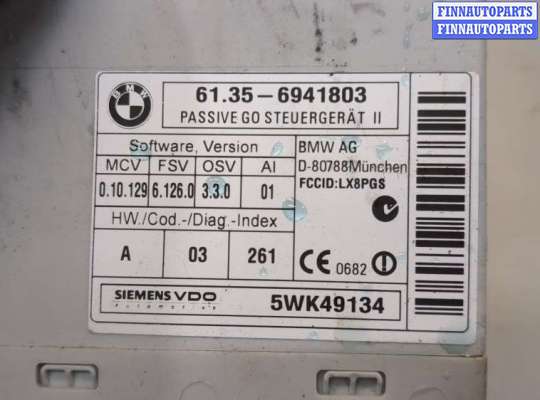 FINNAUTOPARTS
FINNAUTOPARTS
BMW
61.35-6941803
PASSIVE GO STEUERGERÄT II
Software, Version
MCV FSV OSV AI
0.10.129 6.126.0 3.3.0 01
HW./Cod.-/Diag.-Index
A 03 261
BMW AG
D-80788München
FCCID:LX8PGS
CE 0682
SIEMENS VDO
Automotive
5WK49134